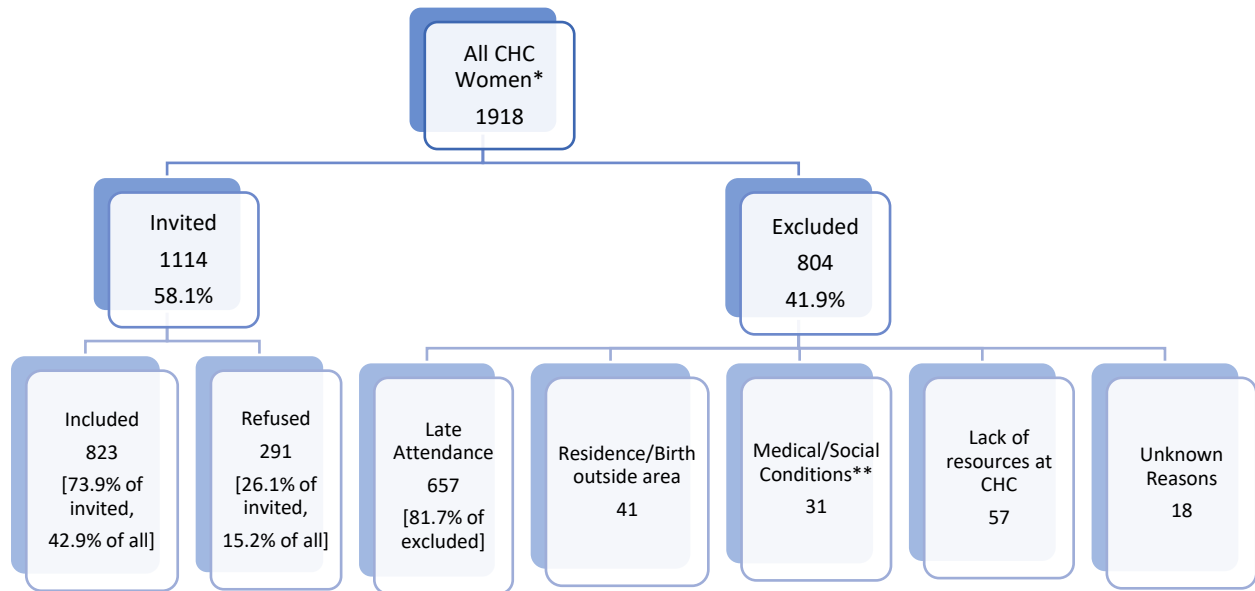 All CHC
Women*
1918
Invited
1114
58.1%
Excluded
804
41.9%
Included
823
[73.9% of
invited,
42.9% of all]
Refused
291
[26.1% of
invited,
15.2% of all]
Late
Attendance
657
[81.7% of
excluded]
Residence/Birth
outside area
41
Medical/Social
Conditions**
31
Lack of
resources at
CHC
57
Unknown
Reasons
18